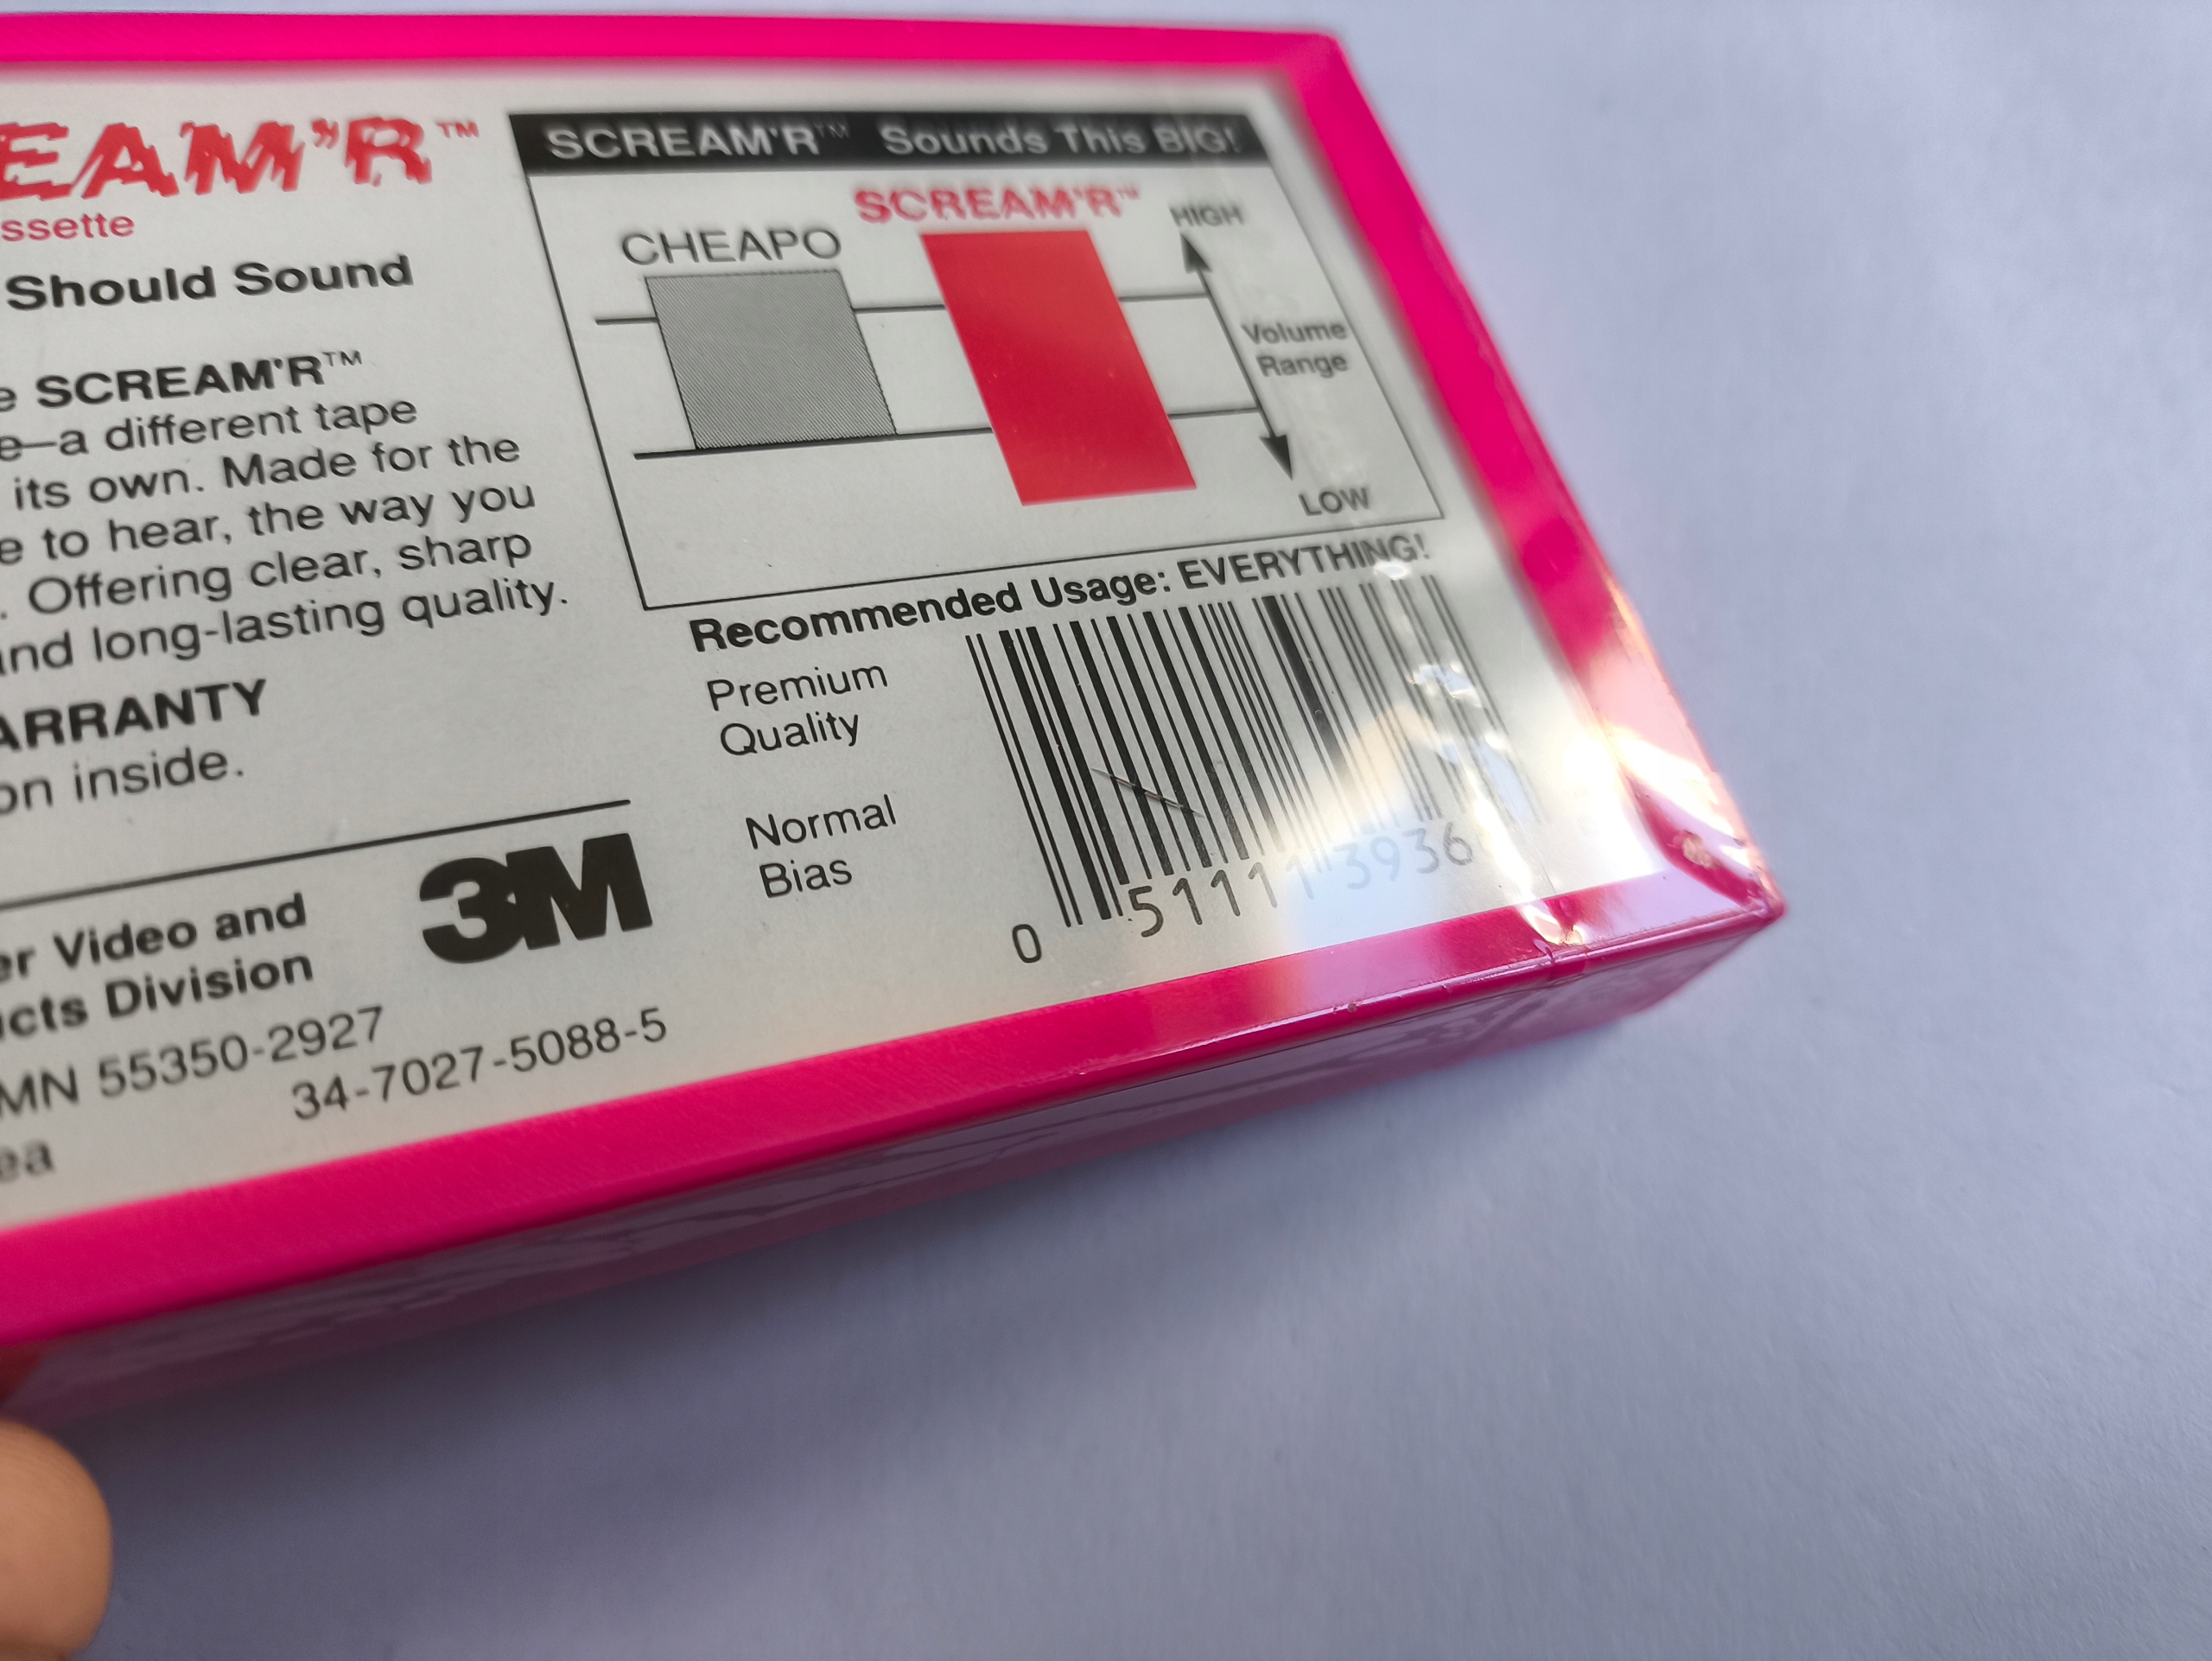 EAM'R™
ssette
Should Sound
e SCREAM'R™
e—a different tape
its own. Made for the
e to hear, the way you
. Offering clear, sharp
nd long-lasting quality.
ARRANTY
on inside.
er Video and
cts Division
3M
MN 55350-2927
34-7027-5088-5
ea
SCREAM'R™ Sounds This BIG!
CHEAPO
SCREAM'R™
HIGH
Volume
Range
LOW
Recommended Usage: EVERYTHING!
Premium
Quality
Normal
Bias
0 51111 3936